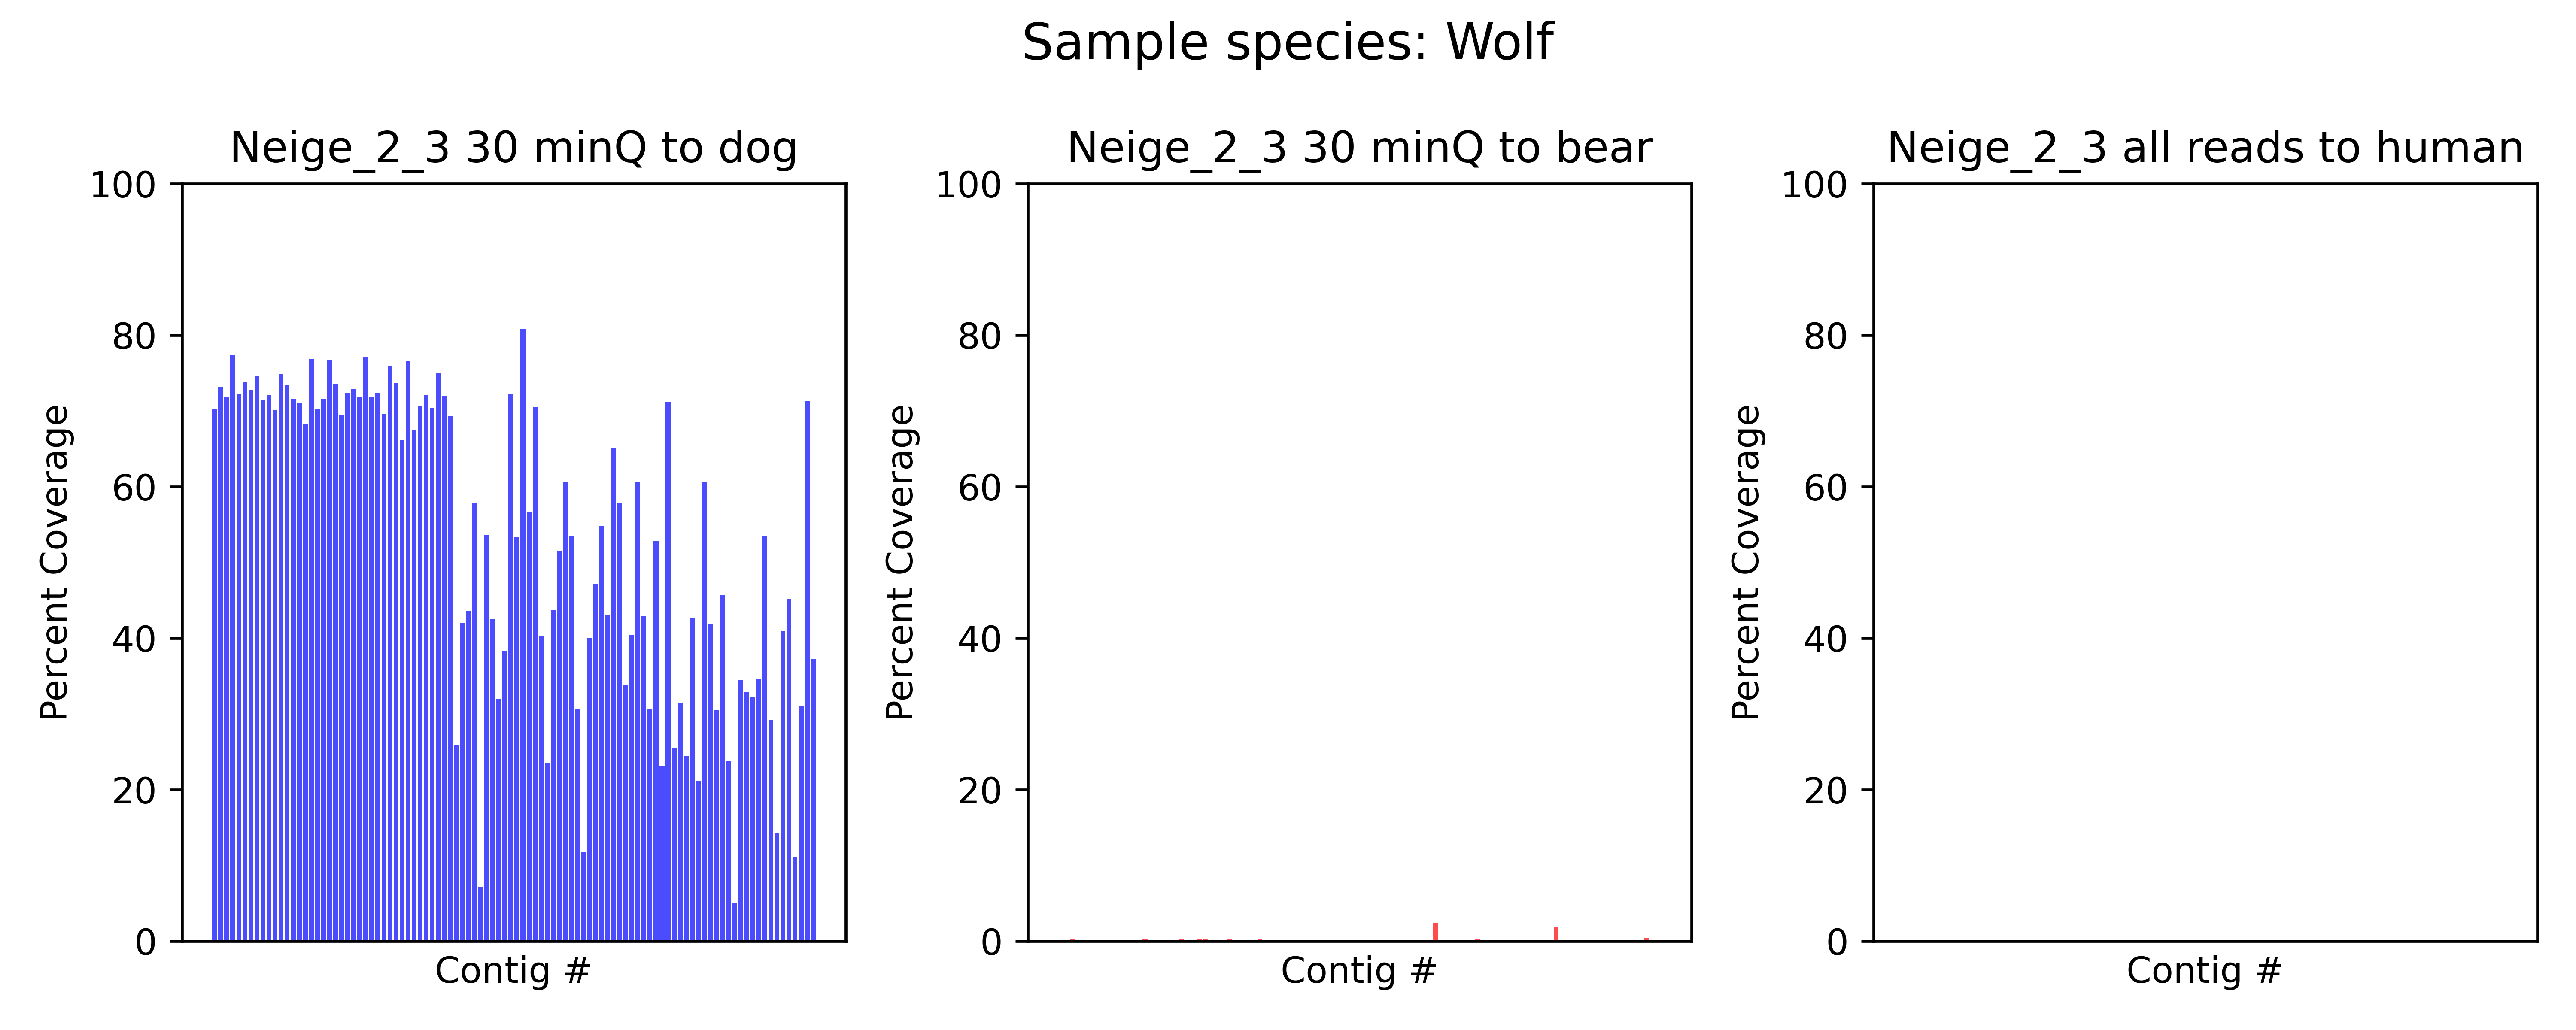 Sample species: Wolf
Neige_2_3 30 minQ to dog
100
80
60
40
20
0
Percent Coverage
Contig #
Neige_2_3 30 minQ to bear
100
80
60
40
20
0
Percent Coverage
Contig #
Neige_2_3 all reads to human
100
80
60
40
20
0
Percent Coverage
Contig #